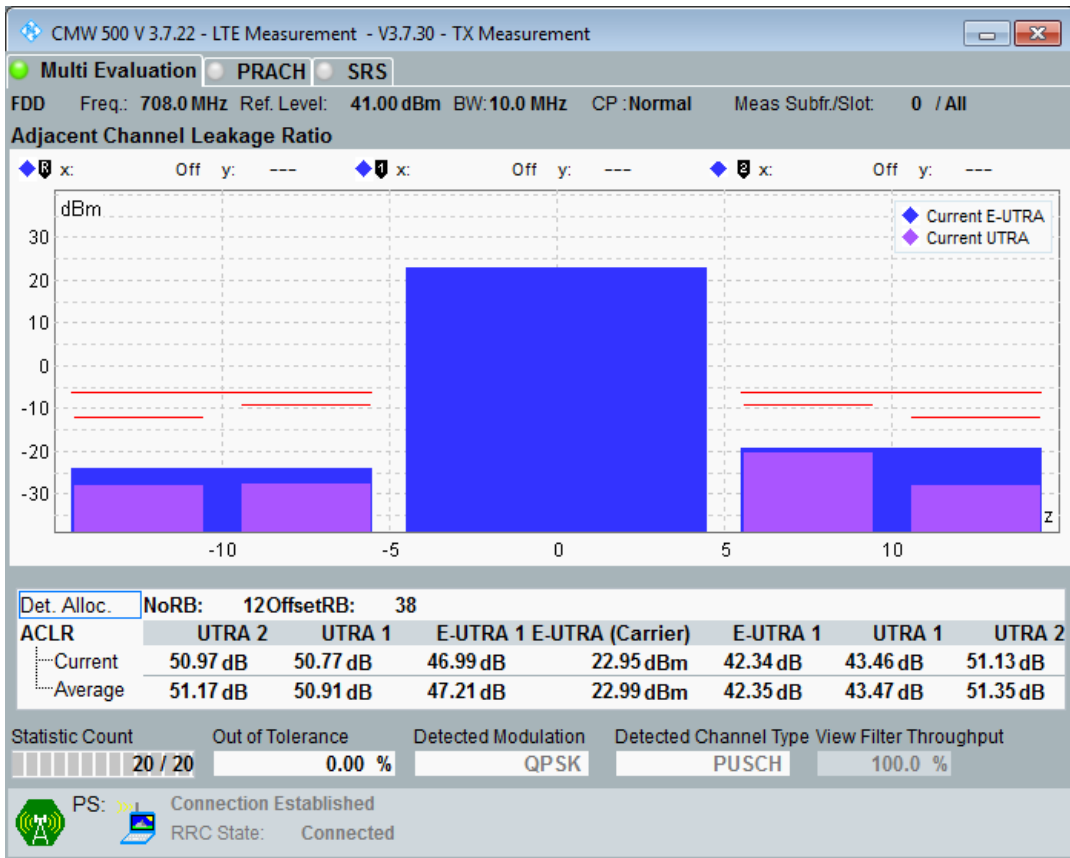 CMW 500 V 3.7.22 - LTE Measurement - V3.7.30 - TX Measurement
Multi Evaluation PRACH SRS
FDD Freq.: 708.0 MHz Ref. Level: 41.00 dBm BW: 10.0 MHz CP : Normal Meas Subfr./Slot: 0 / All
Adjacent Channel Leakage Ratio
R x: Off y: --- 1 x: Off y: --- 2 x: Off y: ---
dBm
Current E-UTRA
Current UTRA
30
20
10
0
-10
-20
-30
z
-10 -5 0 5 10
Det. Alloc. NoRB: 12 OffsetRB: 38
ACLR UTRA 2 UTRA 1 E-UTRA 1 E-UTRA (Carrier) E-UTRA 1 UTRA 1 UTRA 2
Current 50.97 dB 50.77 dB 46.99 dB 22.95 dBm 42.34 dB 43.46 dB 51.13 dB
Average 51.17 dB 50.91 dB 47.21 dB 22.99 dBm 42.35 dB 43.47 dB 51.35 dB
Statistic Count Out of Tolerance Detected Modulation Detected Channel Type View Filter Throughput
20 / 20 0.00 % QPSK PUSCH 100.0 %
PS: Connection Established
RRC State: Connected